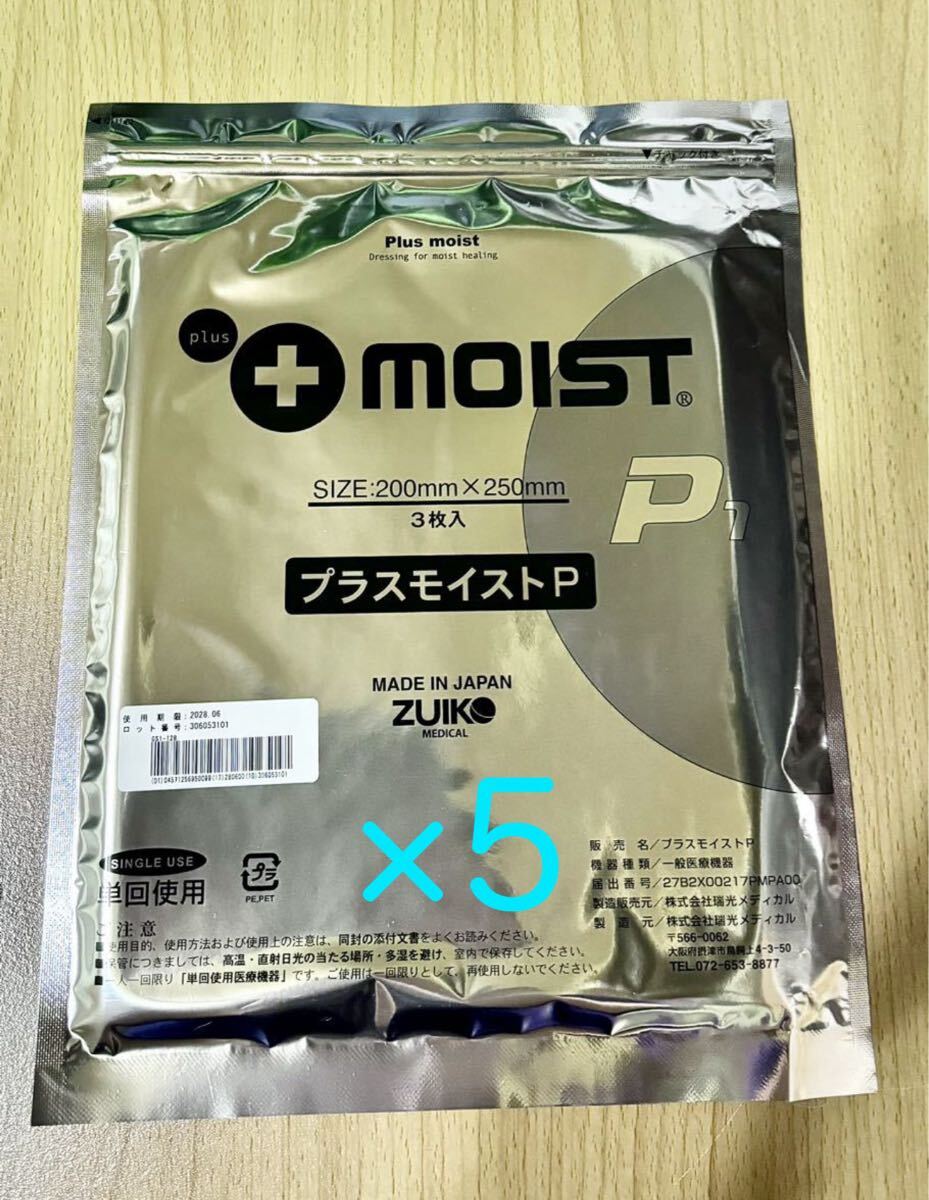 ▼チャック付き
Plus moist
Dressing for moist healing
plus
MOIST®
SIZE:200mm×250mm
3枚入
P1
プラスモイストP
MADE IN JAPAN
ZUIKO
MEDICAL
使用期限:2028.06
ロット番号:306053101
GS1-128
(01)04571256950099(17)280600(10)306053101
×5
SINGLE USE
単回使用
プラ
PE,PET
販売名/プラスモイストP
機器種類/一般医療機器
届出番号/27B2X00217PMPA00
製造販売元/株式会社瑞光メディカル
製造元/株式会社瑞光メディカル
〒566-0062
大阪府摂津市鳥飼上4-3-50
TEL.072-653-8877
ご注意
■使用目的、使用方法および使用上の注意は、同封の添付文書をよくお読みください。
■保管につきましては、高温・直射日光の当たる場所・多湿を避け、室内で保存してください。
■一人一回限り「単回使用医療機器」です。ご使用は一回限りとして、再使用しないでください。